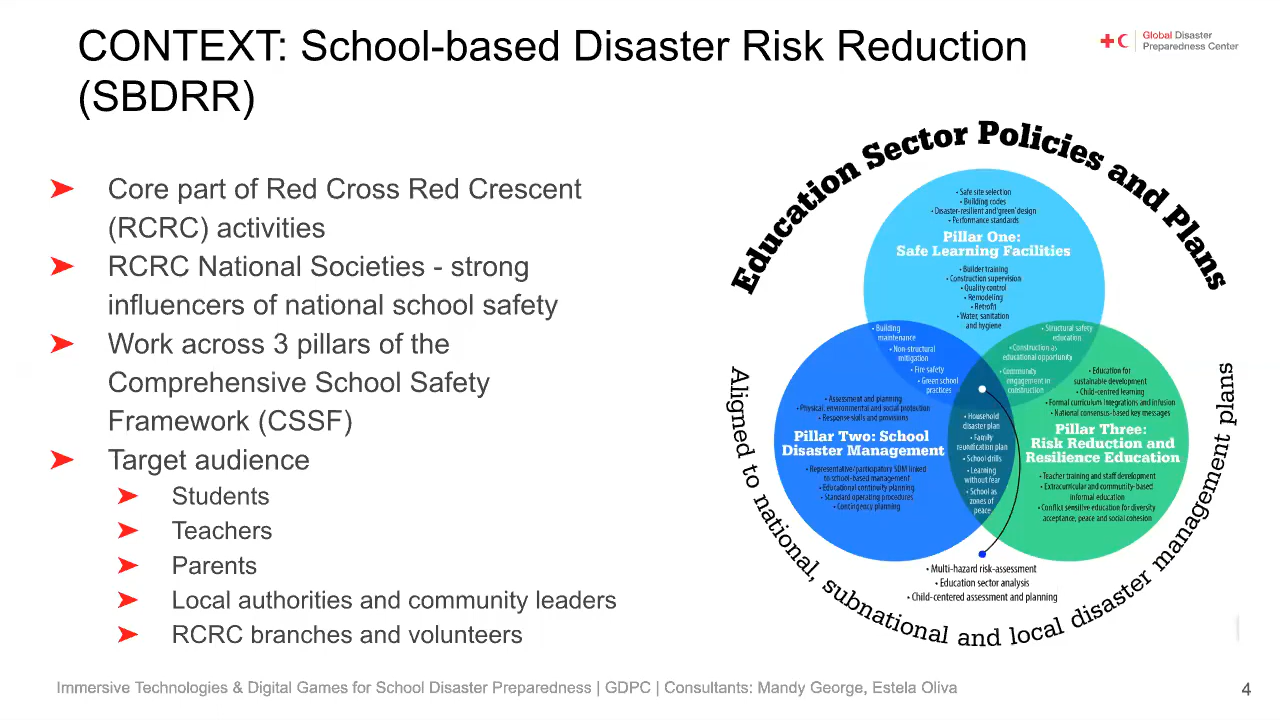 CONTEXT: School-based Disaster Risk Reduction
(SBDRR)
Global Disaster
Preparedness Center
➤ Core part of Red Cross Red Crescent
(RCRC) activities
➤ RCRC National Societies - strong
influencers of national school safety
➤ Work across 3 pillars of the
Comprehensive School Safety
Framework (CSSF)
➤ Target audience
➤ Students
➤ Teachers
➤ Parents
➤ Local authorities and community leaders
➤ RCRC branches and volunteers
Education Sector Policies and Plans
• Safe site selection
• Building codes
• Disaster-resilient and 'green' design
• Performance standards
Pillar One:
Safe Learning Facilities
• Builder training
• Construction supervision
• Quality control
• Remodeling
• Retrofit
• Water, sanitation
and hygiene
• Building
maintenance
• Non-structural
mitigation
• Fire safety
• Green school
practices
• Structural safety
education
• Construction as
educational opportunity
• Community
engagement in
construction
• Assessment and planning
• Physical, environmental and social protection
• Response skills and provisions
Pillar Two: School
Disaster Management
• Representative/participatory SDM linked
to school-based management
• Educational continuity planning
• Standard operating procedures
• Contingency planning
• Household
disaster plan
• Family
reunification plan
• School drills
• Learning
without fear
• School as
zones of
peace
• Education for
sustainable development
• Child-centred learning
• Formal curriculum integrations and infusion
• National consensus-based key messages
Pillar Three:
Risk Reduction and
Resilience Education
• Teacher training and staff development
• Extracurricular and community-based
informal education
• Conflict sensitive education for diversity
acceptance, peace and social cohesion
• Multi-hazard risk-assessment
• Education sector analysis
• Child-centered assessment and planning
Aligned to national, subnational and local disaster management plans
Immersive Technologies & Digital Games for School Disaster Preparedness | GDPC | Consultants: Mandy George, Estela Oliva
4